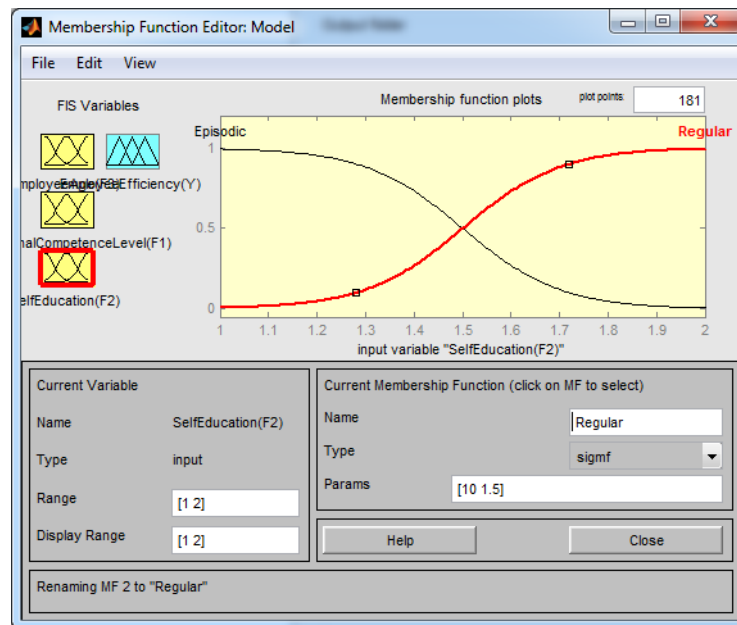 Membership Function Editor: Model
File Edit View
FIS Variables
Membership function plots
plot points:
181
EmployeeEfficiency(Y)
nalCompetenceLevel(F1)
elfEducation(F2)
Episodic
Regular
1
0.5
0
1 1.1 1.2 1.3 1.4 1.5 1.6 1.7 1.8 1.9 2
input variable "SelfEducation(F2)"
Current Variable
Name SelfEducation(F2)
Type input
Range [1 2]
Display Range [1 2]
Current Membership Function (click on MF to select)
Name Regular
Type sigmf
Params [10 1.5]
Help Close
Renaming MF 2 to "Regular"